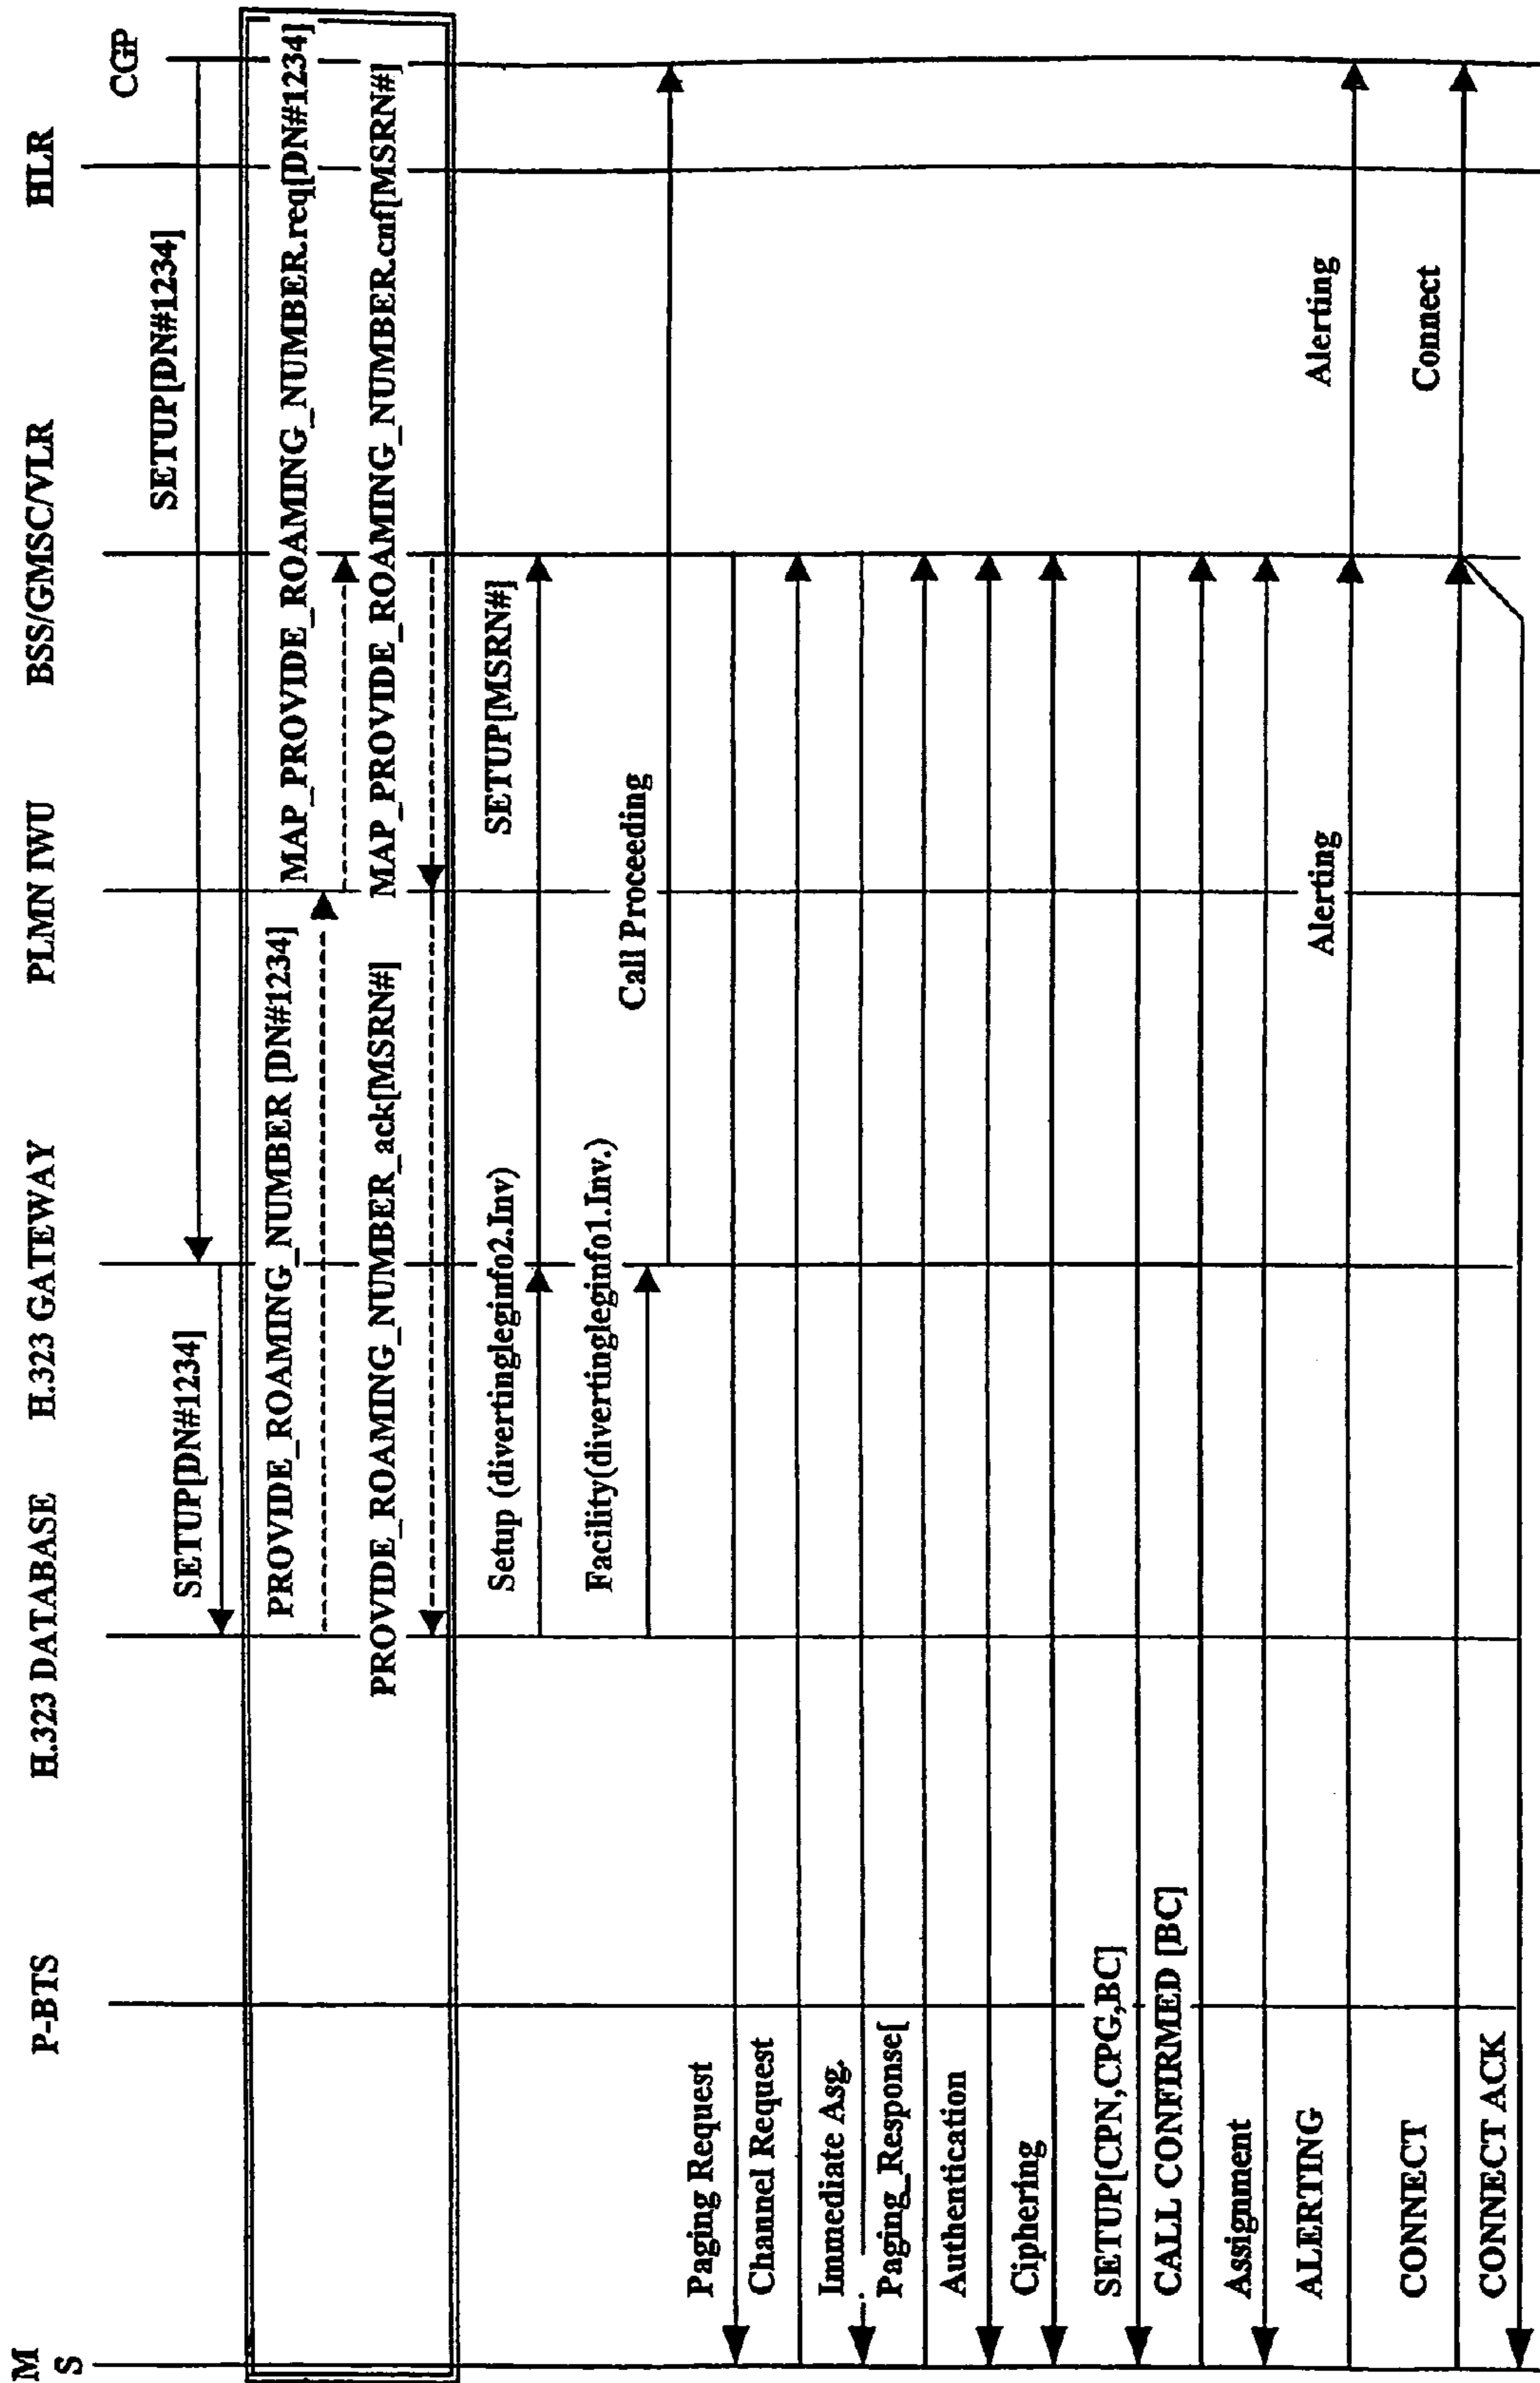 M
S
P-BTS
H.323 DATABASE
H.323 GATEWAY
PLMN IWU
BSS/GMSC/VLR
HLR
CGP
SETUP[DN#1234]
SETUP[DN#1234]
PROVIDE_ROAMING_NUMBER [DN#1234]
MAP_PROVIDE_ROAMING_NUMBER.req[DN#1234]
PROVIDE_ROAMING_NUMBER_ack[MSRN#]
MAP_PROVIDE_ROAMING_NUMBER.cnf[MSRN#]
Setup (divertingleginfo2.Inv)
SETUP[MSRN#]
Facility(divertingleginfo1.Inv.)
Call Proceeding
Paging Request
Channel Request
Immediate Asg.
Paging_Response[
Authentication
Ciphering
SETUP[CPN,CPG,BC]
CALL CONFIRMED [BC]
Assignment
ALERTING
Alerting
Alerting
CONNECT
Connect
CONNECT ACK